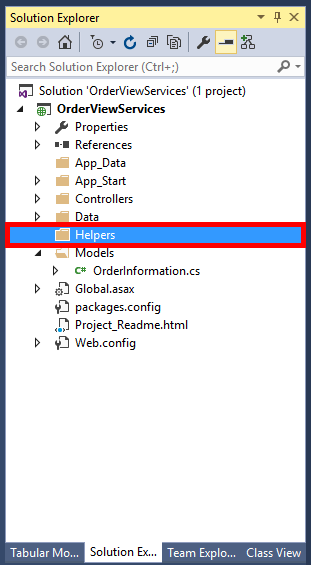 Solution Explorer
Search Solution Explorer (Ctrl+;)
Solution 'OrderViewServices' (1 project)
OrderViewServices
Properties
References
App_Data
App_Start
Controllers
Data
Helpers
Models
C# OrderInformation.cs
Global.asax
packages.config
Project_Readme.html
Web.config
Tabular Mo... Solution Ex... Team Explo... Class View